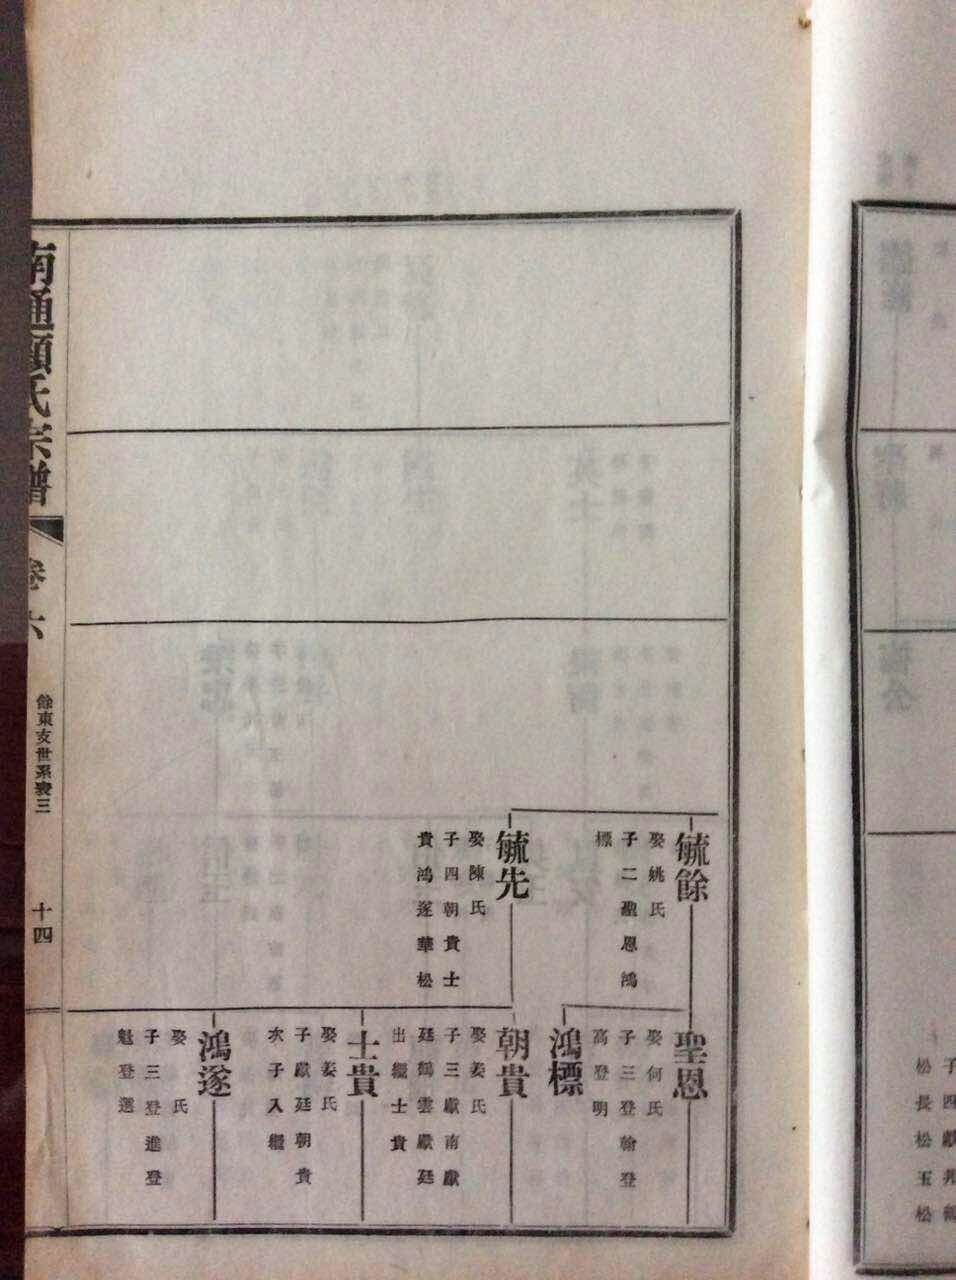 毓餘
娶姚氏
子二聖恩鴻
標
毓先
娶陳氏
子四朝貴士
貴鴻遂華松
聖恩
娶何氏
子三登翰登
高登明
鴻標
朝貴
娶姜氏
子三獻南獻
廷鶴雲獻廷
出繼士貴
士貴
娶姜氏
子獻廷朝貴
次子入繼
鴻遂
娶 氏
子三登進登
魁登選
南通顧氏宗譜
卷六
餘東支世系表三
十四
子四獻
松長松玉松